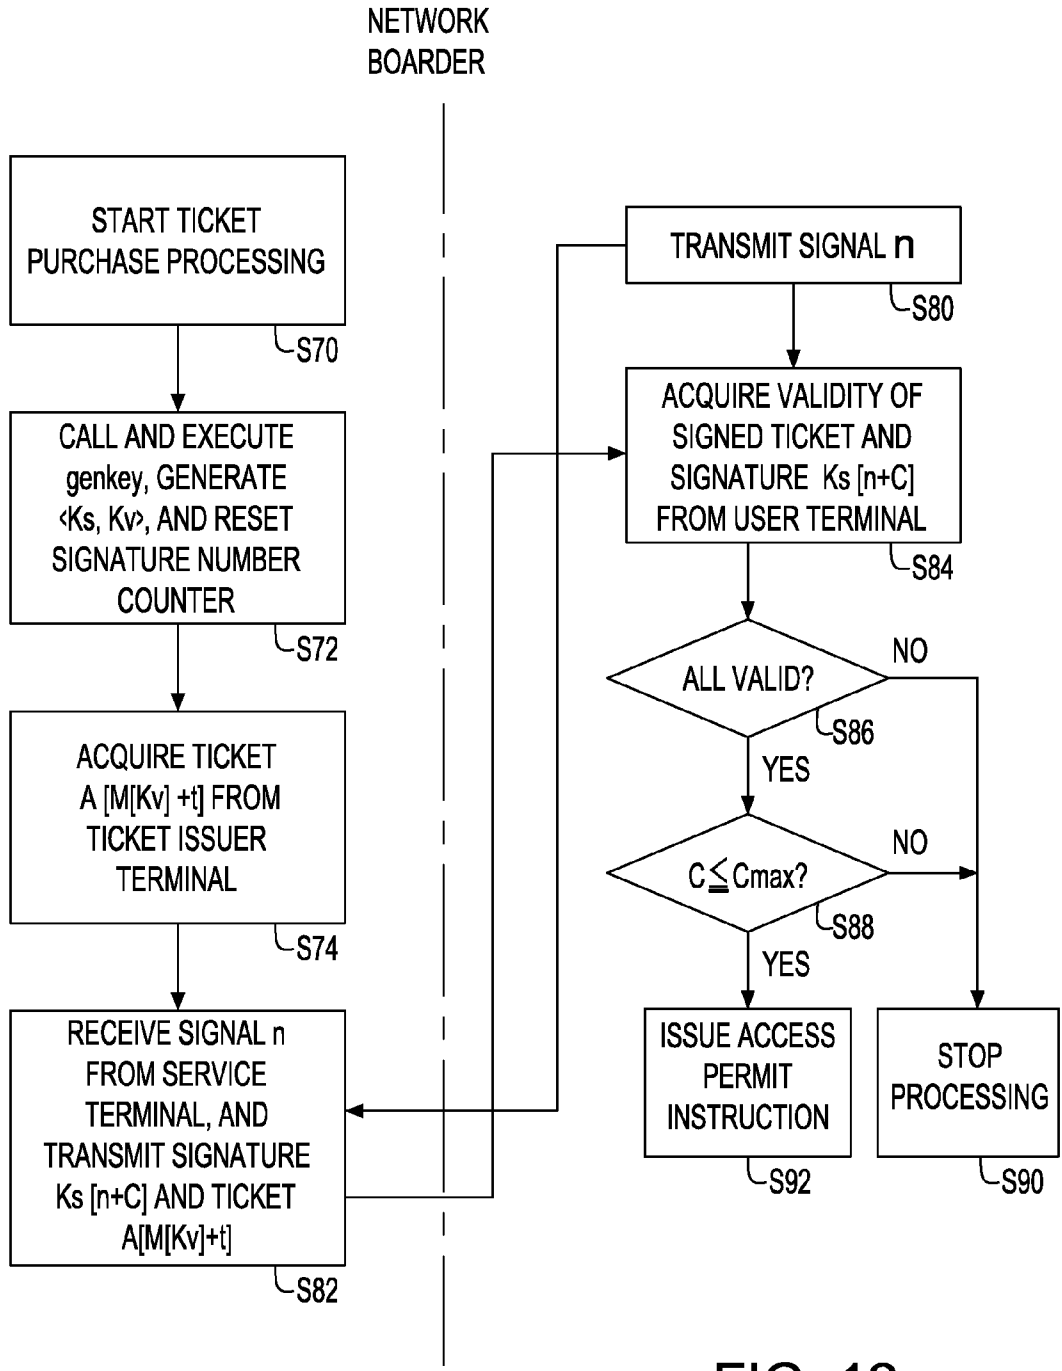 NETWORK
BOARDER
START TICKET
PURCHASE PROCESSING
S70
CALL AND EXECUTE
genkey, GENERATE
‹Ks, Kv›, AND RESET
SIGNATURE NUMBER
COUNTER
S72
ACQUIRE TICKET
A [M[Kv] +t] FROM
TICKET ISSUER
TERMINAL
S74
RECEIVE SIGNAL n
FROM SERVICE
TERMINAL, AND
TRANSMIT SIGNATURE
Ks [n+C] AND TICKET
A[M[Kv]+t]
S82
TRANSMIT SIGNAL n
S80
ACQUIRE VALIDITY OF
SIGNED TICKET AND
SIGNATURE Ks [n+C]
FROM USER TERMINAL
S84
ALL VALID?
NO
S86
YES
C≦Cmax?
NO
S88
YES
ISSUE ACCESS
PERMIT
INSTRUCTION
S92
STOP
PROCESSING
S90